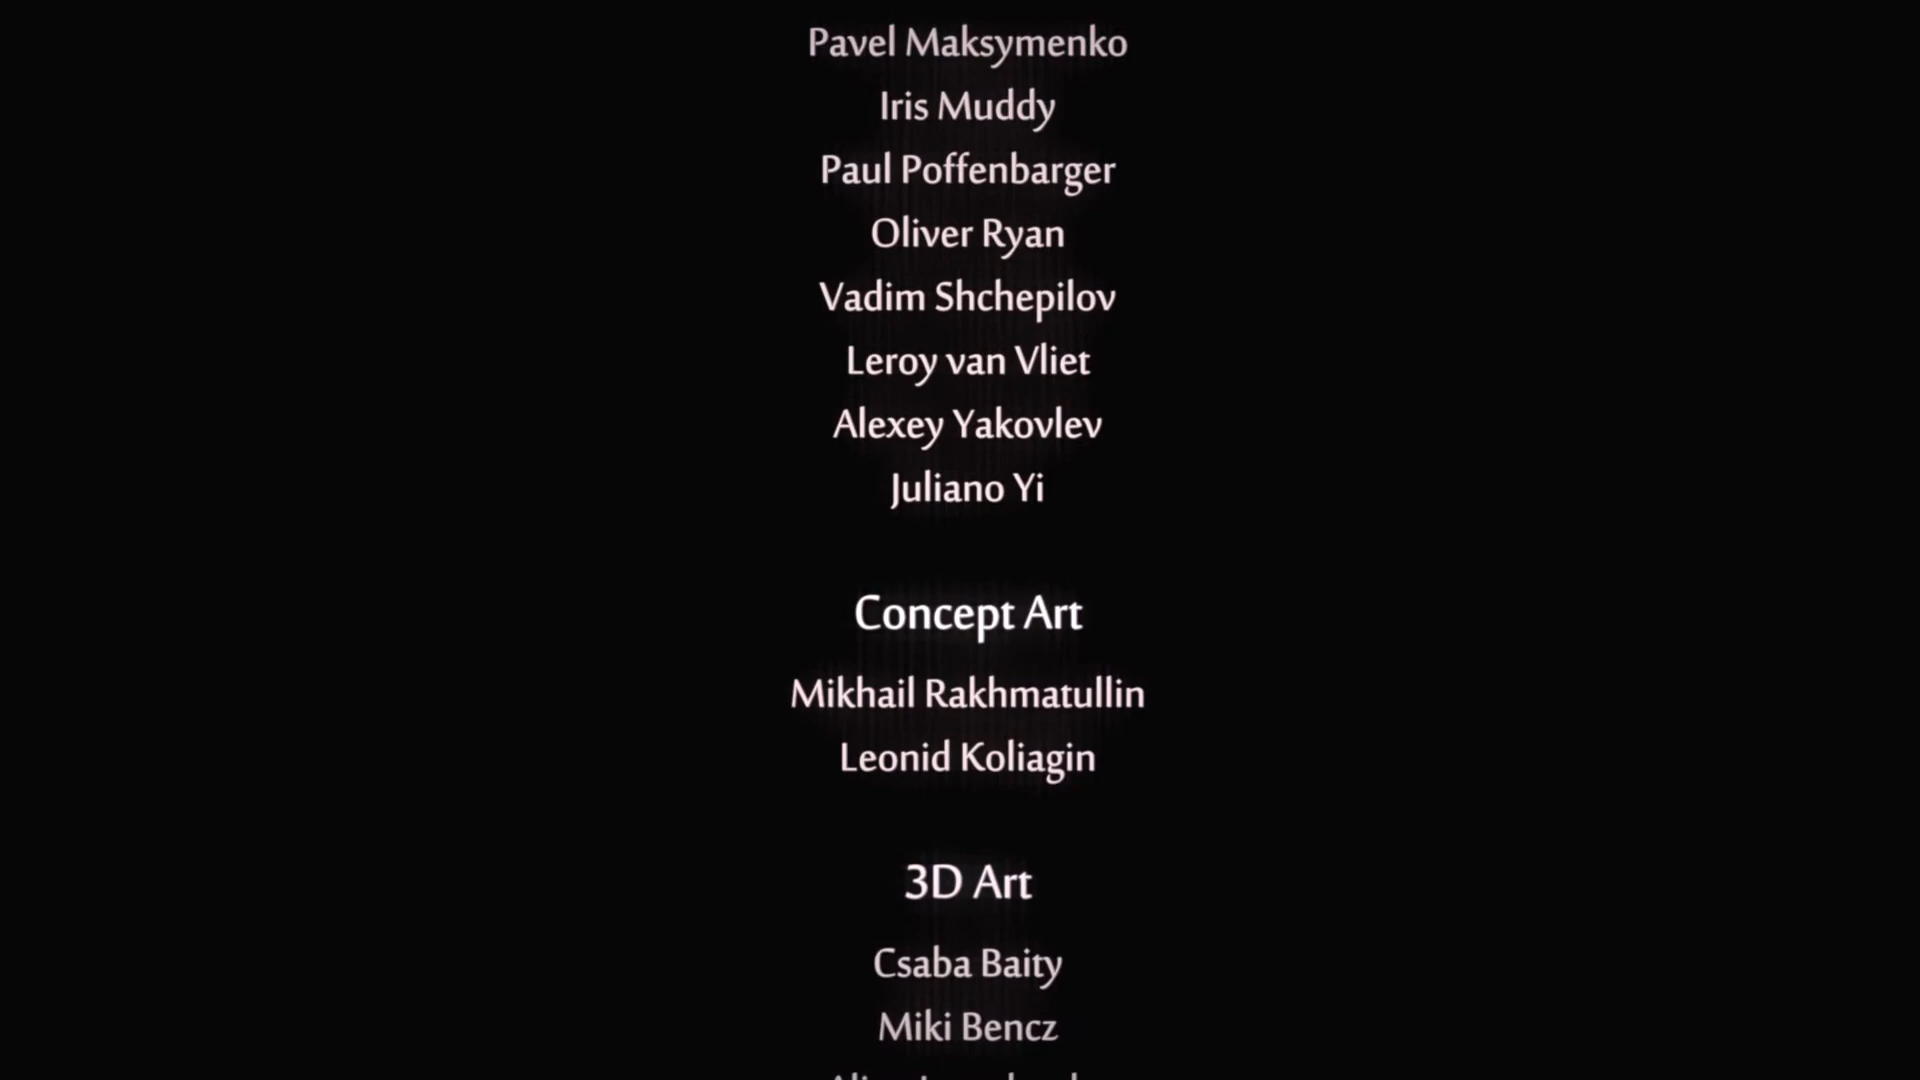 Pavel Maksymenko
Iris Muddy
Paul Poffenbarger
Oliver Ryan
Vadim Shchepilov
Leroy van Vliet
Alexey Yakovlev
Juliano Yi
Concept Art
Mikhail Rakhmatullin
Leonid Koliagin
3D Art
Csaba Baity
Miki Bencz